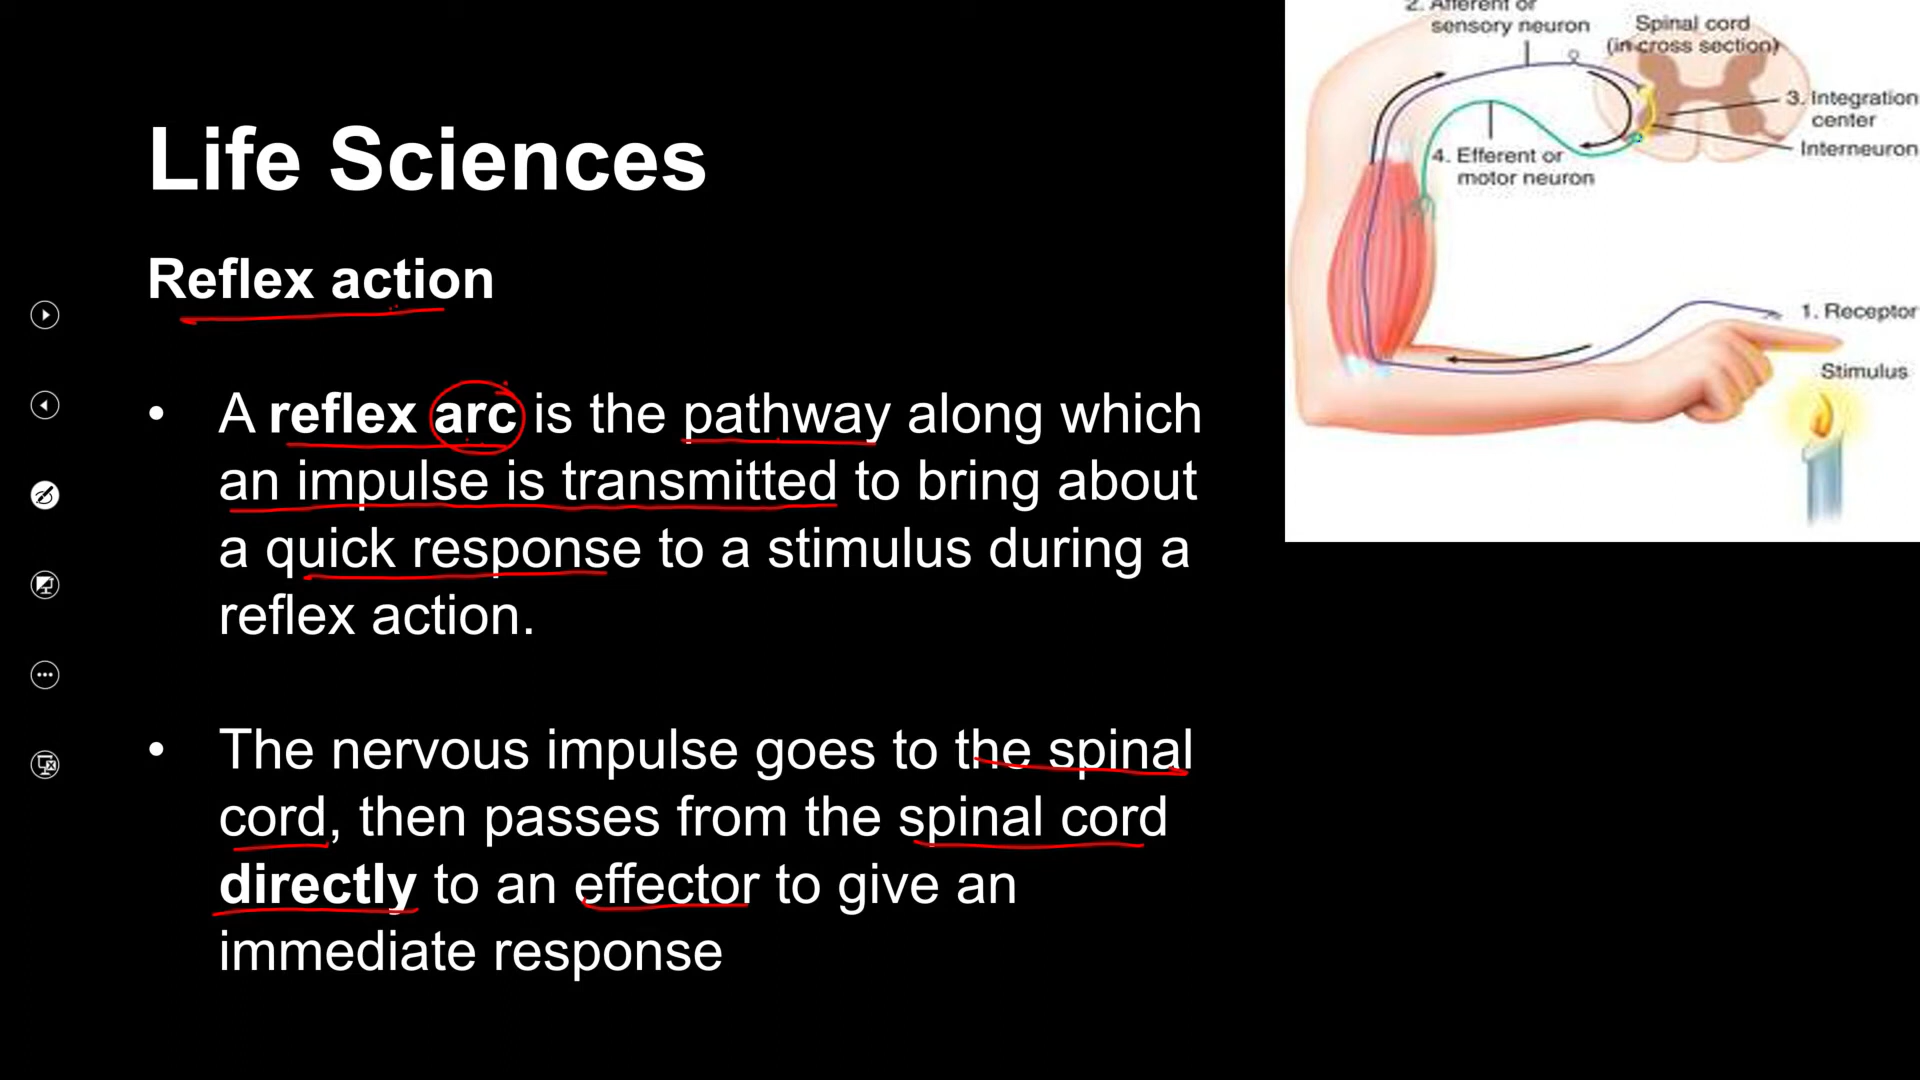 Life Sciences
Reflex action
• A reflex arc is the pathway along which
an impulse is transmitted to bring about
a quick response to a stimulus during a
reflex action.
• The nervous impulse goes to the spinal
cord, then passes from the spinal cord
directly to an effector to give an
immediate response
2. Afferent or
sensory neuron
Spinal cord
(in cross section)
3. Integration
center
Interneuron
4. Efferent or
motor neuron
1. Receptor
Stimulus